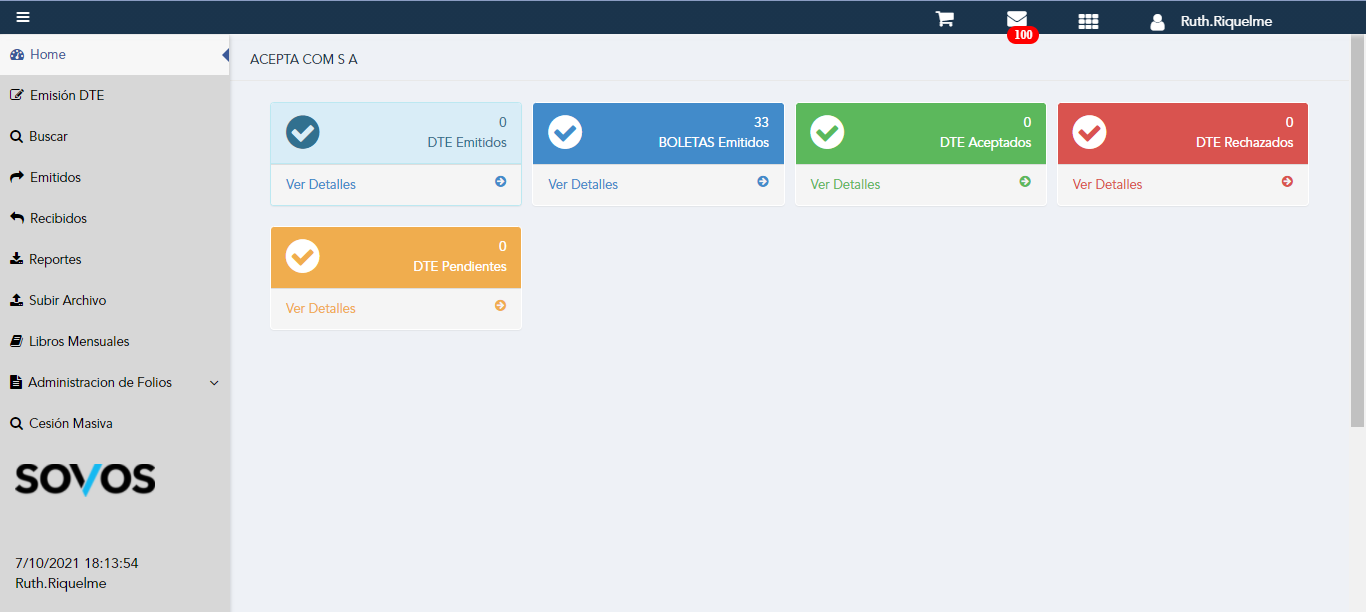 100
Ruth.Riquelme
Home
Emisión DTE
Buscar
Emitidos
Recibidos
Reportes
Subir Archivo
Libros Mensuales
Administracion de Folios
Cesión Masiva
SOVOS
7/10/2021 18:13:54
Ruth.Riquelme
ACEPTA COM S A
0
DTE Emitidos
Ver Detalles
33
BOLETAS Emitidos
Ver Detalles
0
DTE Aceptados
Ver Detalles
0
DTE Rechazados
Ver Detalles
0
DTE Pendientes
Ver Detalles